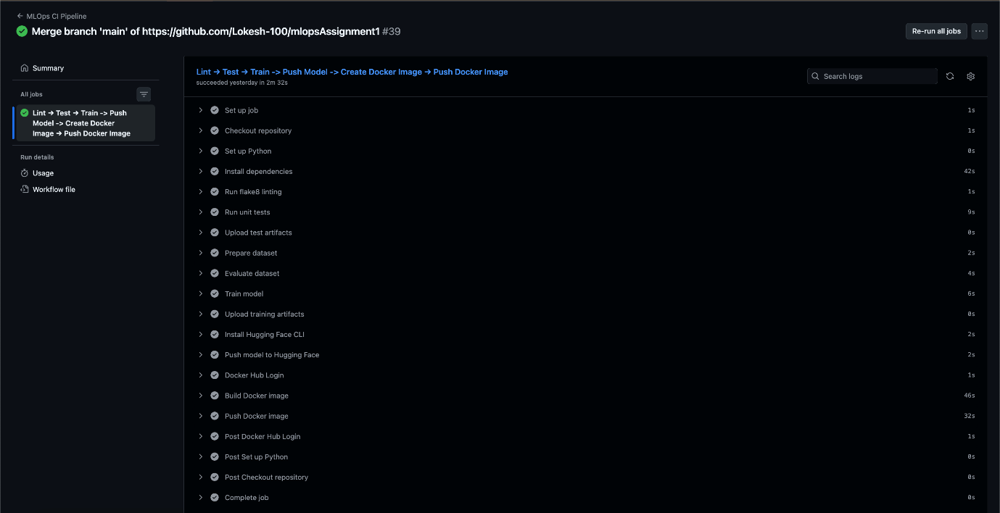 ← MLOps CI Pipeline
Merge branch 'main' of https://github.com/Lokesh-100/mlopsAssignment1 #39
Re-run all jobs
Summary
All jobs
Lint → Test → Train -> Push
Model -> Create Docker
Image → Push Docker Image
Run details
Usage
Workflow file
Lint → Test → Train -> Push Model -> Create Docker Image → Push Docker Image
succeeded yesterday in 2m 32s
Search logs
Set up job 1s
Checkout repository 1s
Set up Python 0s
Install dependencies 42s
Run flake8 linting 1s
Run unit tests 9s
Upload test artifacts 0s
Prepare dataset 2s
Evaluate dataset 4s
Train model 6s
Upload training artifacts 0s
Install Hugging Face CLI 2s
Push model to Hugging Face 2s
Docker Hub Login 1s
Build Docker image 46s
Push Docker image 32s
Post Docker Hub Login 1s
Post Set up Python 0s
Post Checkout repository 0s
Complete job 0s